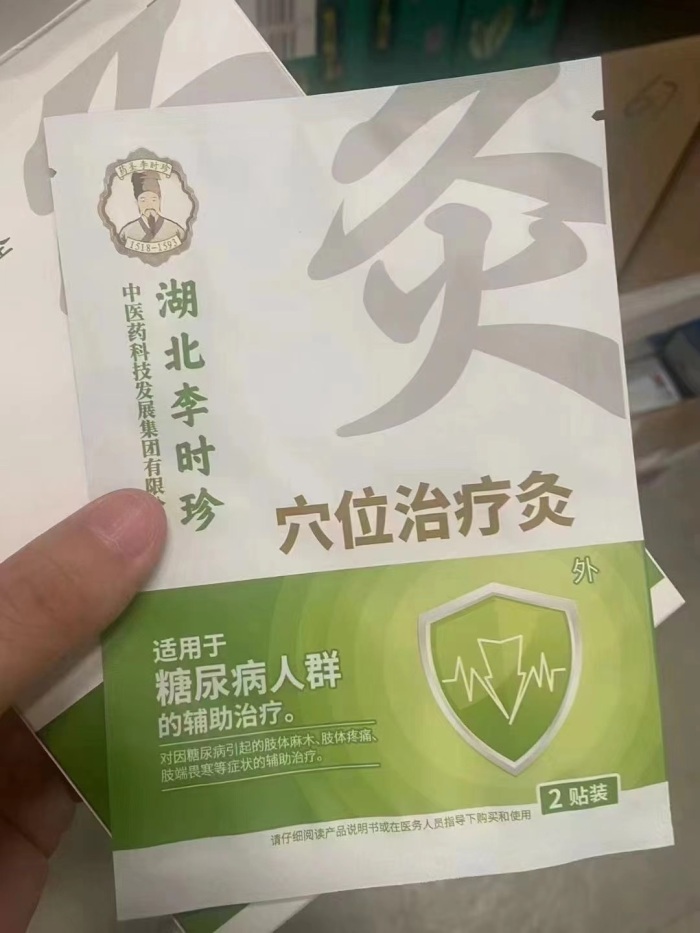 灸
药圣李时珍
1518-1593
湖北李时珍
中医药科技发展集团有限
穴位治疗灸
外
适用于
糖尿病人群
的辅助治疗。
对因糖尿病引起的肢体麻木、肢体疼痛、
肢端畏寒等症状的辅助治疗。
2 贴装
请仔细阅读产品说明书或在医务人员指导下购买和使用